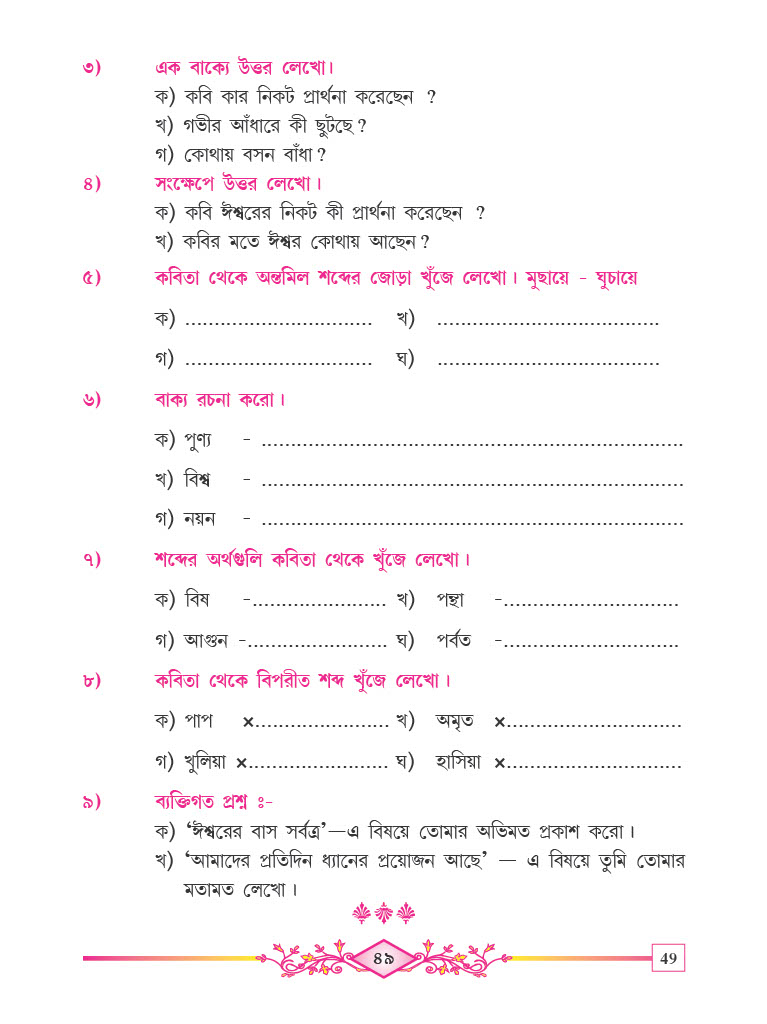 ৩) এক বাক্যে উত্তর লেখো।
ক) কবি কার নিকট প্রার্থনা করেছেন ?
খ) গভীর আঁধারে কী ছুটছে ?
গ) কোথায় বসন বাঁধা ?
৪) সংক্ষেপে উত্তর লেখো।
ক) কবি ঈশ্বরের নিকট কী প্রার্থনা করেছেন ?
খ) কবির মতে ঈশ্বর কোথায় আছেন ?
৫) কবিতা থেকে অন্তমিল শব্দের জোড়া খুঁজে লেখো। মুছায়ে - ঘুচায়ে
ক) ................................ খ) ......................................
গ) ................................ ঘ) ......................................
৬) বাক্য রচনা করো।
ক) পুণ্য - ........................................................................
খ) বিশ্ব - ........................................................................
গ) নয়ন - ........................................................................
৭) শব্দের অর্থগুলি কবিতা থেকে খুঁজে লেখো।
ক) বিষ -....................... খ) পন্থা -..............................
গ) আগুন -........................ ঘ) পর্বত -..............................
৮) কবিতা থেকে বিপরীত শব্দ খুঁজে লেখো।
ক) পাপ ×....................... খ) অমৃত ×..............................
গ) খুলিয়া ×........................ ঘ) হাসিয়া ×..............................
৯) ব্যক্তিগত প্রশ্ন ঃ-
ক) ‘ঈশ্বরের বাস সর্বত্র’—এ বিষয়ে তোমার অভিমত প্রকাশ করো।
খ) ‘আমাদের প্রতিদিন ধ্যানের প্রয়োজন আছে’ — এ বিষয়ে তুমি তোমার
মতামত লেখো।
৪৯ 49